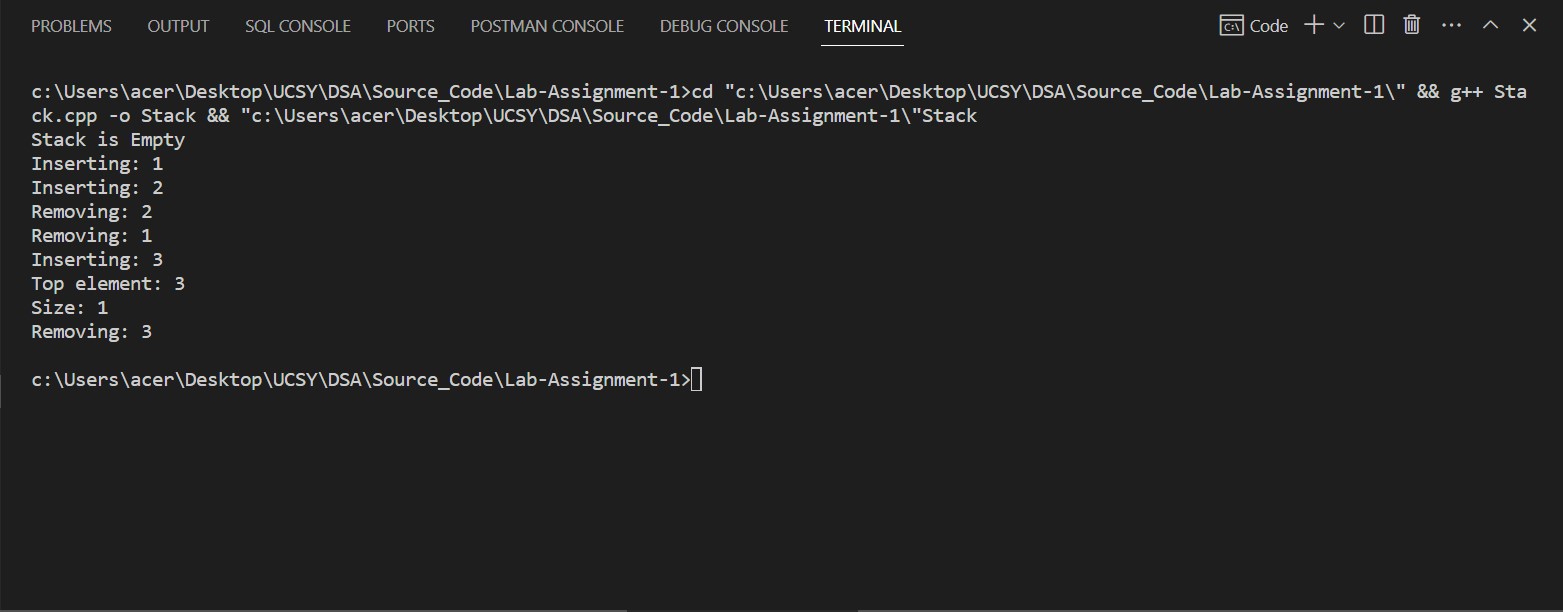 PROBLEMS OUTPUT SQL CONSOLE PORTS POSTMAN CONSOLE DEBUG CONSOLE TERMINAL Code
c:\Users\acer\Desktop\UCSY\DSA\Source_Code\Lab-Assignment-1>cd "c:\Users\acer\Desktop\UCSY\DSA\Source_Code\Lab-Assignment-1\" && g++ Sta
ck.cpp -o Stack && "c:\Users\acer\Desktop\UCSY\DSA\Source_Code\Lab-Assignment-1\"Stack
Stack is Empty
Inserting: 1
Inserting: 2
Removing: 2
Removing: 1
Inserting: 3
Top element: 3
Size: 1
Removing: 3
c:\Users\acer\Desktop\UCSY\DSA\Source_Code\Lab-Assignment-1>